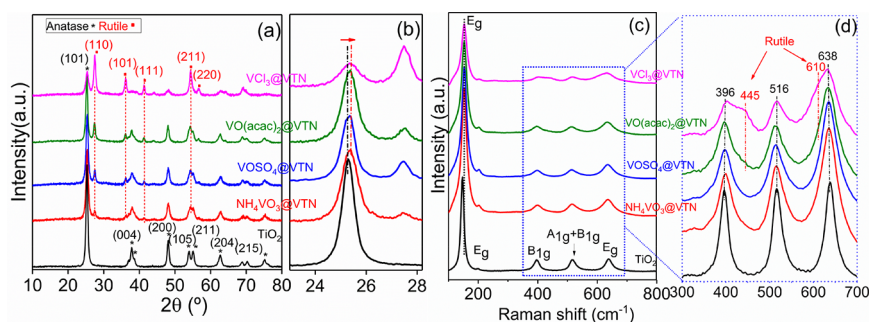 Anatase * Rutile *
(a)
(101)
(110)
(101)
(111)
(211)
(220)
VCl₃@VTN
VO(acac)₂@VTN
VOSO₄@VTN
NH₄VO₃@VTN
TiO₂
(004)
(200)
(105)
(211)
(204)
(215)
Intensity(a.u.)
10 20 30 40 50 60 70 80
2θ (°)
(b)
24 26 28
(c)
Eg
VCl₃@VTN
VO(acac)₂@VTN
VOSO₄@VTN
NH₄VO₃@VTN
TiO₂
Eg
B1g
A1g+B1g
Eg
Intensity(a.u.)
200 400 600 800
Raman shift (cm⁻¹)
(d)
Rutile
396
445
516
610
638
300 400 500 600 700